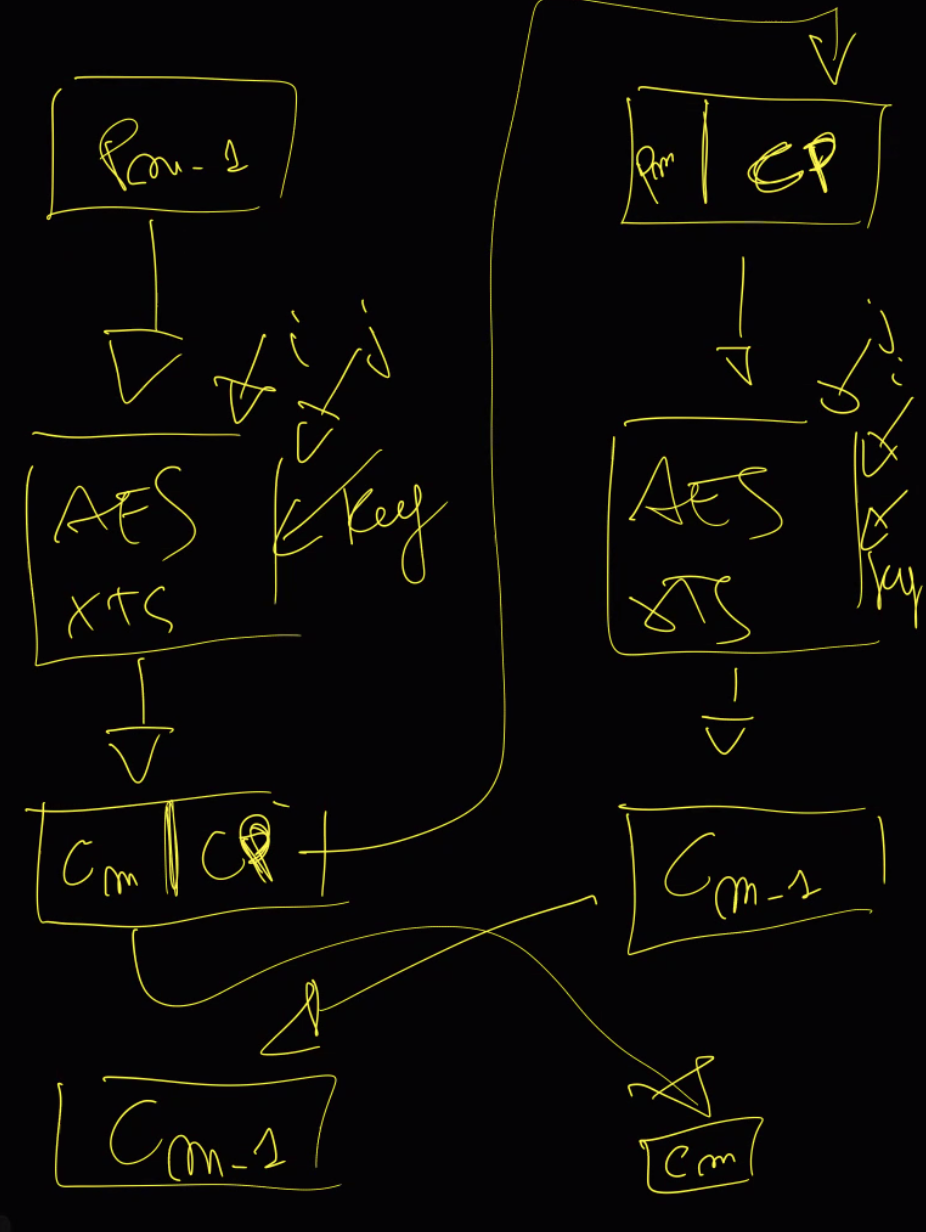 Pm-1
Pm | CP
i j
j
i
AES
XTS
Key
AES
XTS
key
Cm | CP
Cm-1
Cm-1
Cm